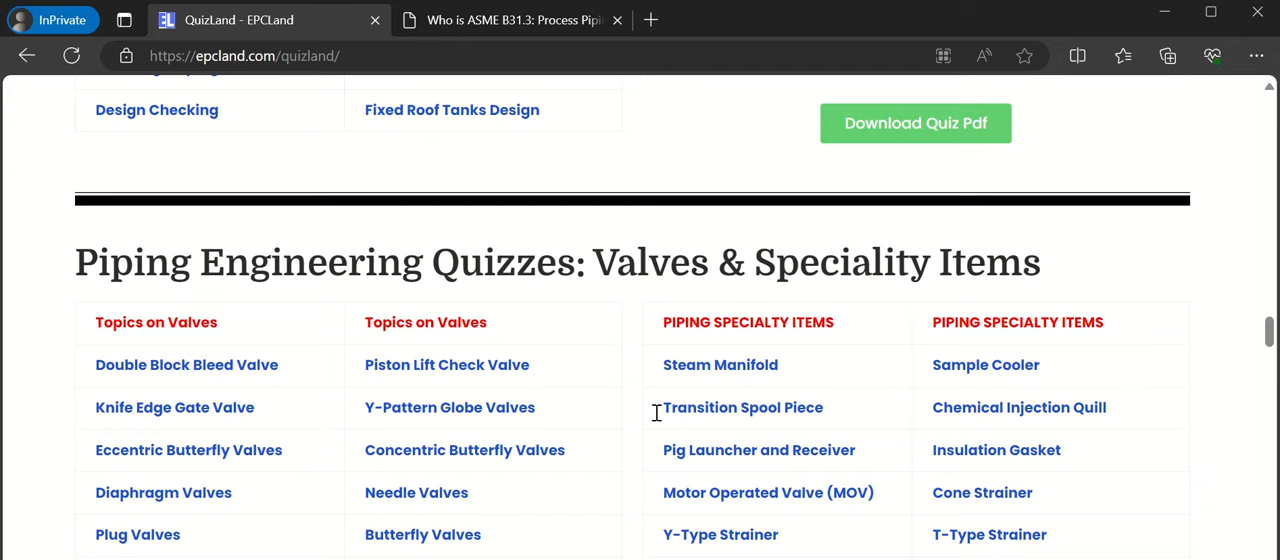 InPrivate
QuizLand - EPCLand
Who is ASME B31.3: Process Pipi
https://epcland.com/quizland/
Design Checking
Fixed Roof Tanks Design
Download Quiz Pdf
Piping Engineering Quizzes: Valves & Speciality Items
Topics on Valves Topics on Valves PIPING SPECIALTY ITEMS PIPING SPECIALTY ITEMS
Double Block Bleed Valve Piston Lift Check Valve Steam Manifold Sample Cooler
Knife Edge Gate Valve Y-Pattern Globe Valves Transition Spool Piece Chemical Injection Quill
Eccentric Butterfly Valves Concentric Butterfly Valves Pig Launcher and Receiver Insulation Gasket
Diaphragm Valves Needle Valves Motor Operated Valve (MOV) Cone Strainer
Plug Valves Butterfly Valves Y-Type Strainer T-Type Strainer